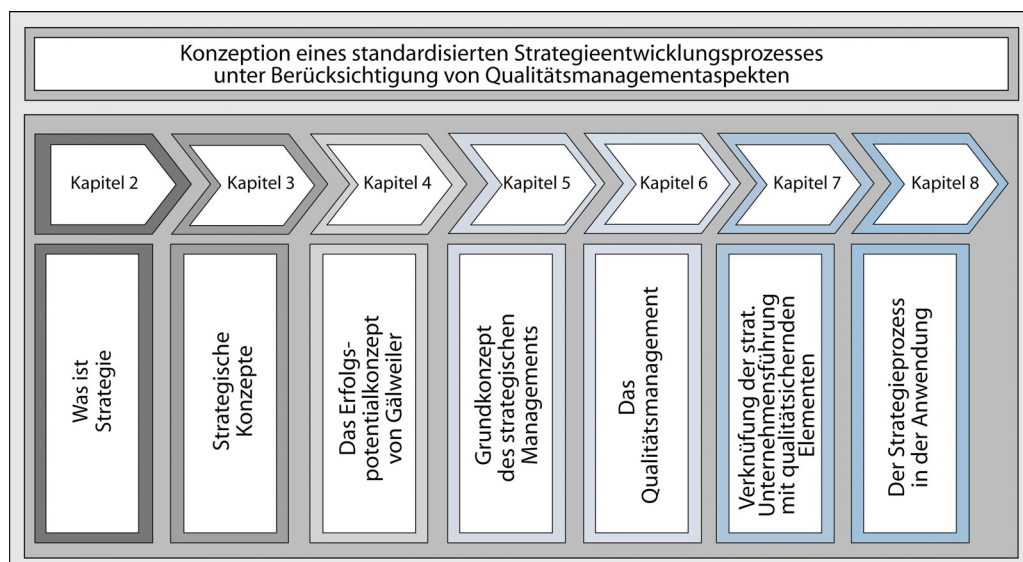 Konzeption eines standardisierten Strategieentwicklungsprozesses
unter Berücksichtigung von Qualitätsmanagementaspekten
Kapitel 2
Kapitel 3
Kapitel 4
Kapitel 5
Kapitel 6
Kapitel 7
Kapitel 8
Was ist
Strategie
Strategische
Konzepte
Das Erfolgs-
potentialkonzept
von Gälweiler
Grundkonzept
des strategischen
Managements
Das
Qualitätsmanagement
Verknüfung der strat.
Unternehmensführung
mit qualitätsichernden
Elementen
Der Strategieprozess
in der Anwendung